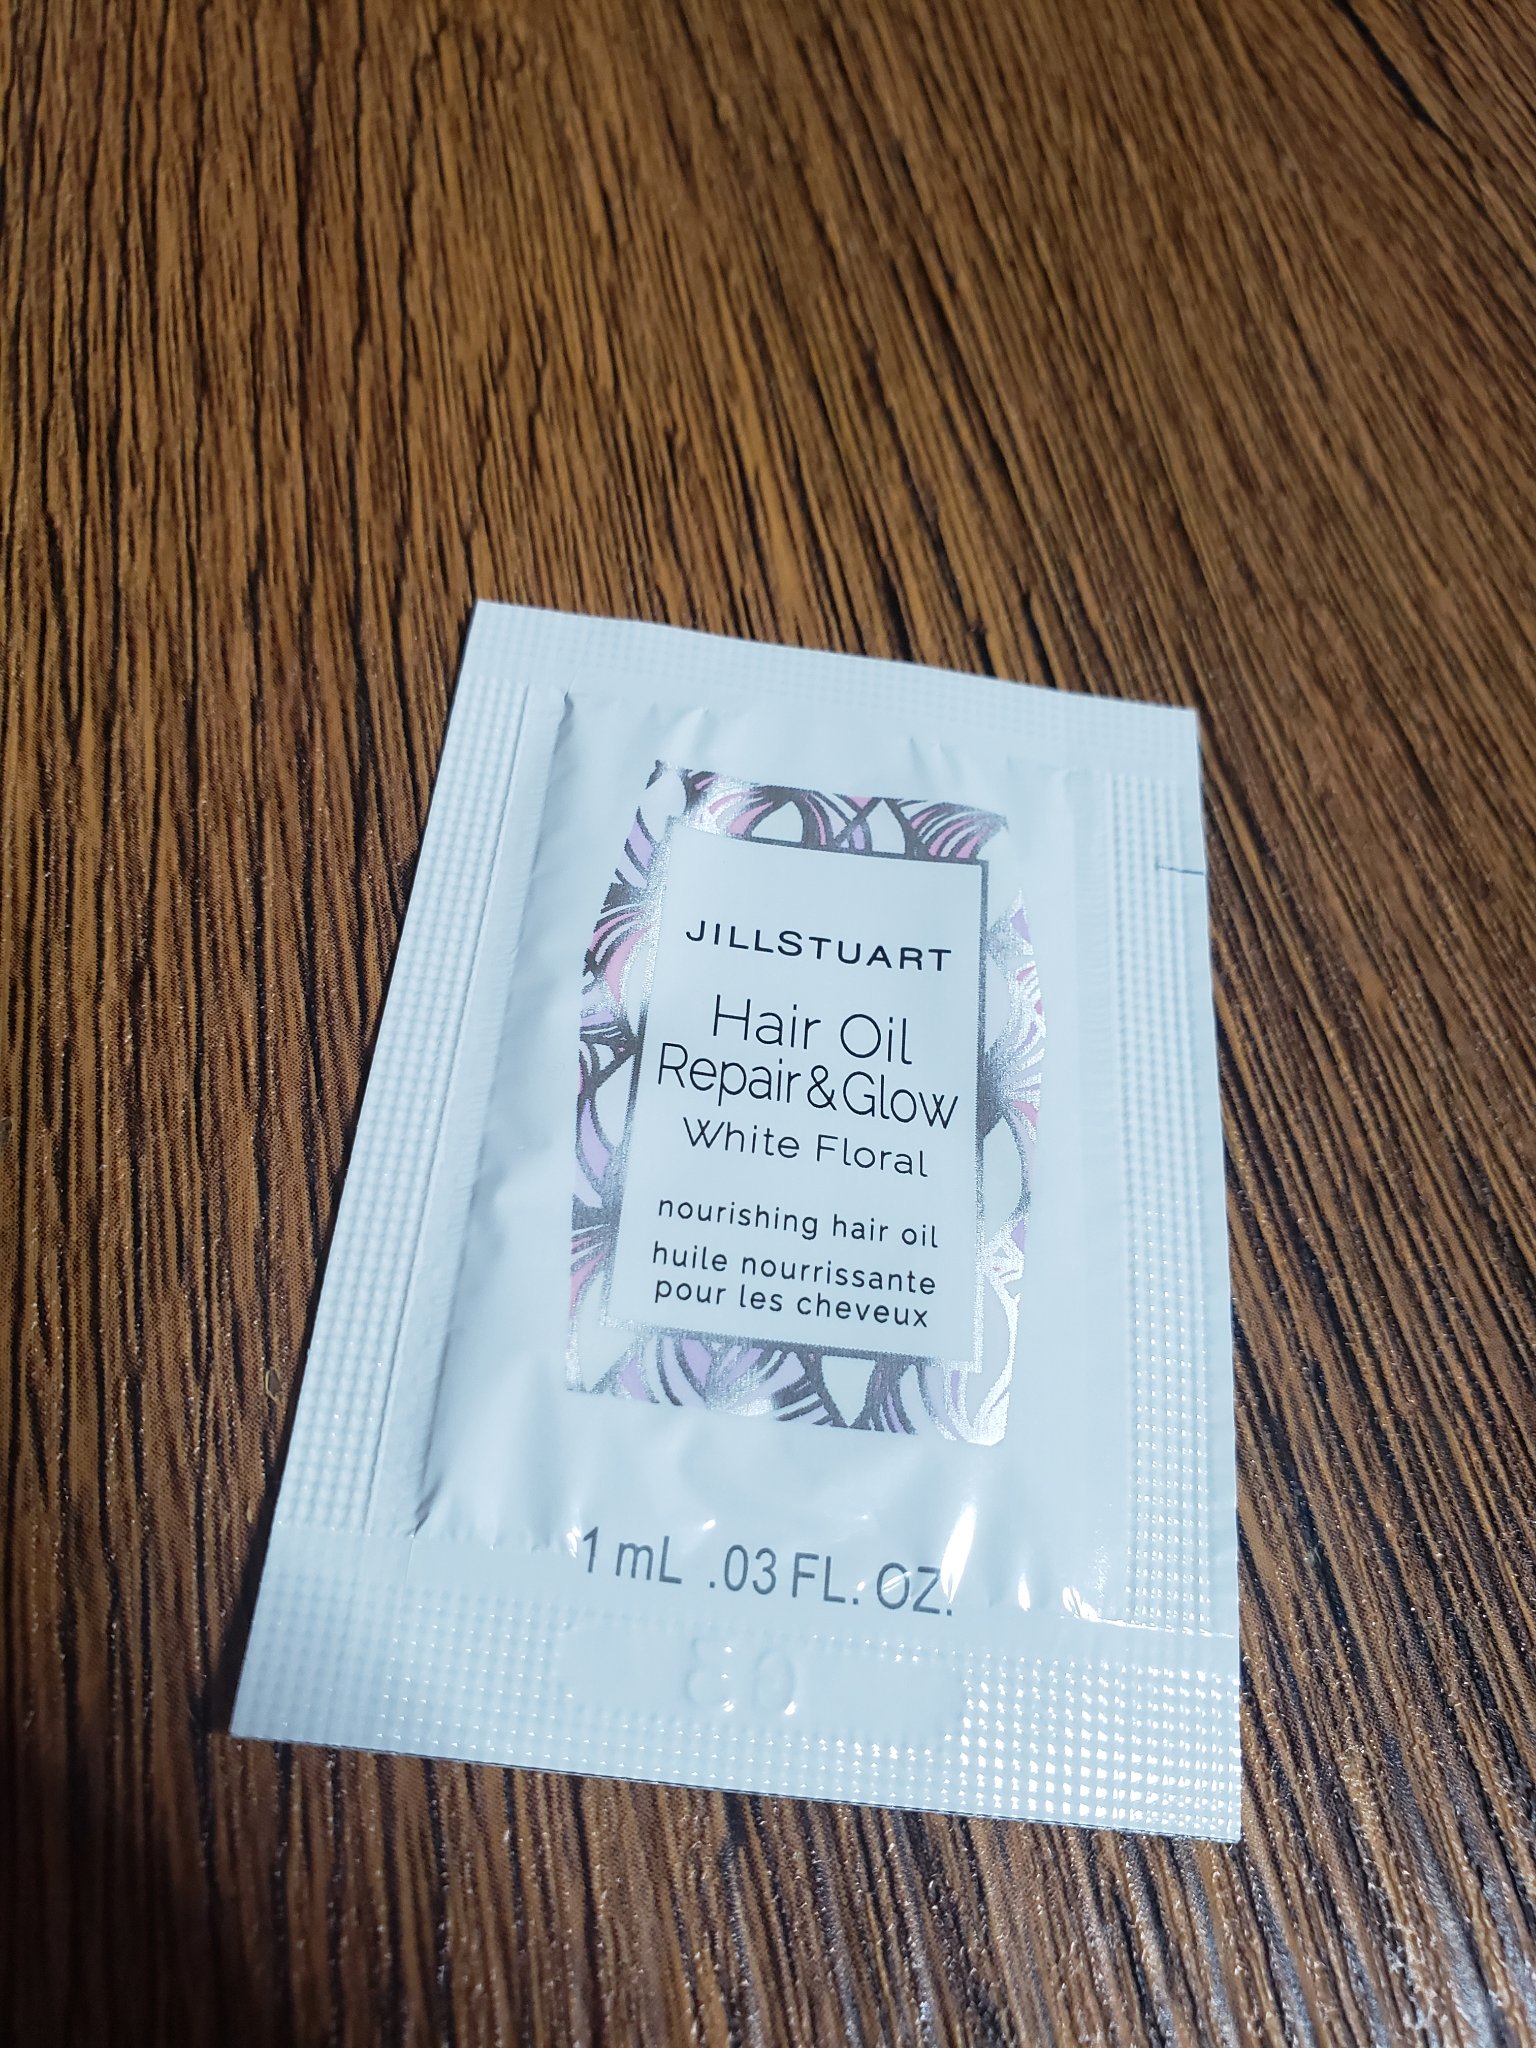 JILLSTUART
Hair Oil
Repair&Glow
White Floral
nourishing hair oil
huile nourrissante
pour les cheveux
1 mL .03 FL. OZ.